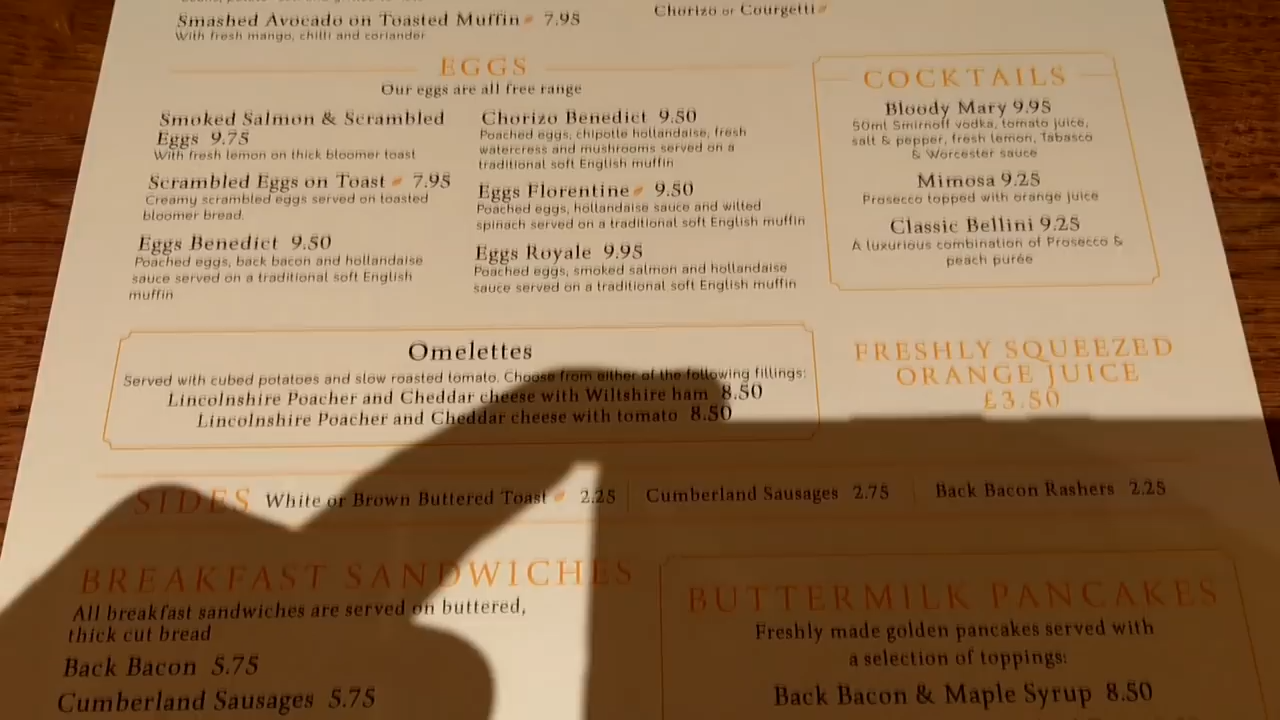 Smashed Avocado on Toasted Muffin 7.95
With fresh mango, chilli and coriander
Chorizo or Courgetti
EGGS
Our eggs are all free range
Smoked Salmon & Scrambled
Eggs 9.75
With fresh lemon on thick bloomer toast
Scrambled Eggs on Toast 7.95
Creamy scrambled eggs served on toasted
bloomer bread.
Eggs Benedict 9.50
Poached eggs, back bacon and hollandaise
sauce served on a traditional soft English
muffin
Chorizo Benedict 9.50
Poached eggs, chipotle hollandaise, fresh
watercress and mushrooms served on a
traditional soft English muffin
Eggs Florentine 9.50
Poached eggs, hollandaise sauce and wilted
spinach served on a traditional soft English muffin
Eggs Royale 9.95
Poached eggs, smoked salmon and hollandaise
sauce served on a traditional soft English muffin
COCKTAILS
Bloody Mary 9.95
50ml Smirnoff vodka, tomato juice,
salt & pepper, fresh lemon, Tabasco
& Worcester sauce
Mimosa 9.25
Prosecco topped with orange juice
Classic Bellini 9.25
A luxurious combination of Prosecco &
peach purée
Omelettes
Served with cubed potatoes and slow roasted tomato. Choose from either of the following fillings:
Lincolnshire Poacher and Cheddar cheese with Wiltshire ham 8.50
Lincolnshire Poacher and Cheddar cheese with tomato 8.50
FRESHLY SQUEEZED
ORANGE JUICE
£3.50
SIDES White or Brown Buttered Toast 2.25 Cumberland Sausages 2.75 Back Bacon Rashers 2.25
BREAKFAST SANDWICHES
All breakfast sandwiches are served on buttered,
thick cut bread
Back Bacon 5.75
Cumberland Sausages 5.75
BUTTERMILK PANCAKES
Freshly made golden pancakes served with
a selection of toppings:
Back Bacon & Maple Syrup 8.50